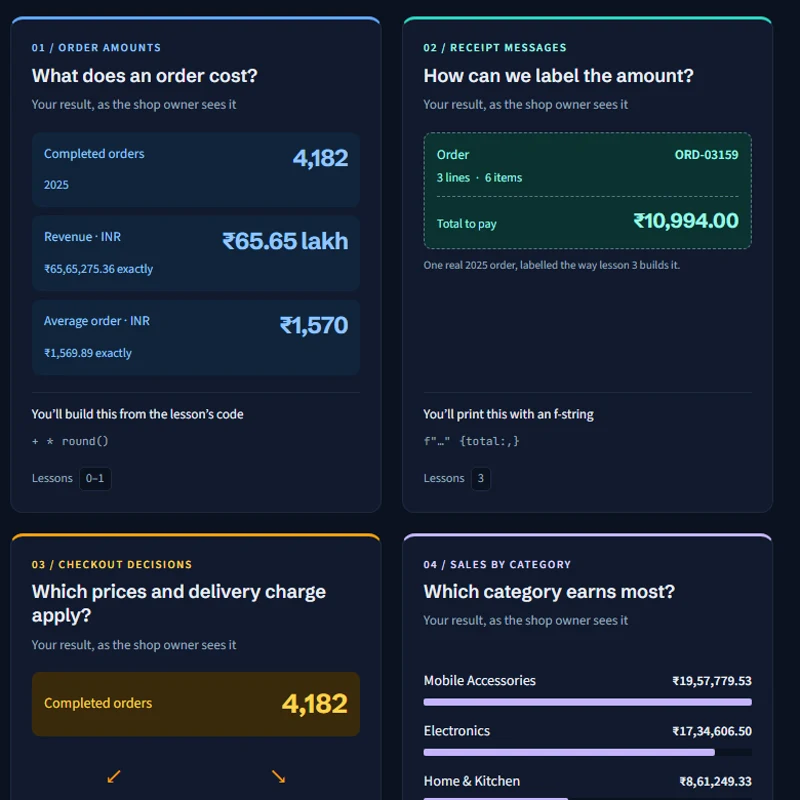 01 / ORDER AMOUNTS
What does an order cost?
Your result, as the shop owner sees it
Completed orders
4,182
2025
Revenue · INR
₹65.65 lakh
₹65,65,275.36 exactly
Average order · INR
₹1,570
₹1,569.89 exactly
You’ll build this from the lesson’s code
+ * round()
Lessons 0–1
02 / RECEIPT MESSAGES
How can we label the amount?
Your result, as the shop owner sees it
Order
ORD-03159
3 lines · 6 items
Total to pay
₹10,994.00
One real 2025 order, labelled the way lesson 3 builds it.
You’ll print this with an f-string
f"…" {total:,}
Lessons 3
03 / CHECKOUT DECISIONS
Which prices and delivery charge
apply?
Your result, as the shop owner sees it
Completed orders
4,182
↙ ↘
04 / SALES BY CATEGORY
Which category earns most?
Your result, as the shop owner sees it
Mobile Accessories
₹19,57,779.53
Electronics
₹17,34,606.50
Home & Kitchen
₹8,61,249.33